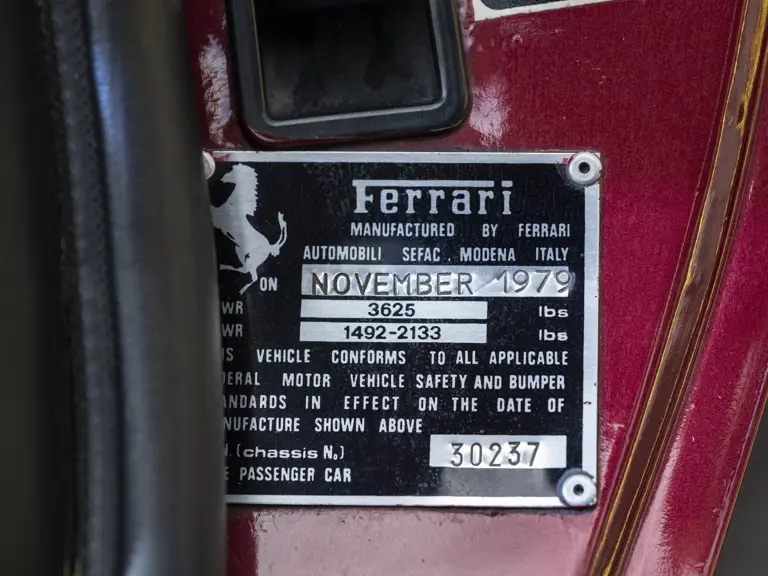 Ferrari
MANUFACTURED BY FERRARI
AUTOMOBILI SEFAC, MODENA ITALY
ON NOVEMBER 1979
WR 3625 lbs
WR 1492-2133 lbs
S VEHICLE CONFORMS TO ALL APPLICABLE
ERAL MOTOR VEHICLE SAFETY AND BUMPER
ANDARDS IN EFFECT ON THE DATE OF
NUFACTURE SHOWN ABOVE
N. (chassis No) 30237
E PASSENGER CAR